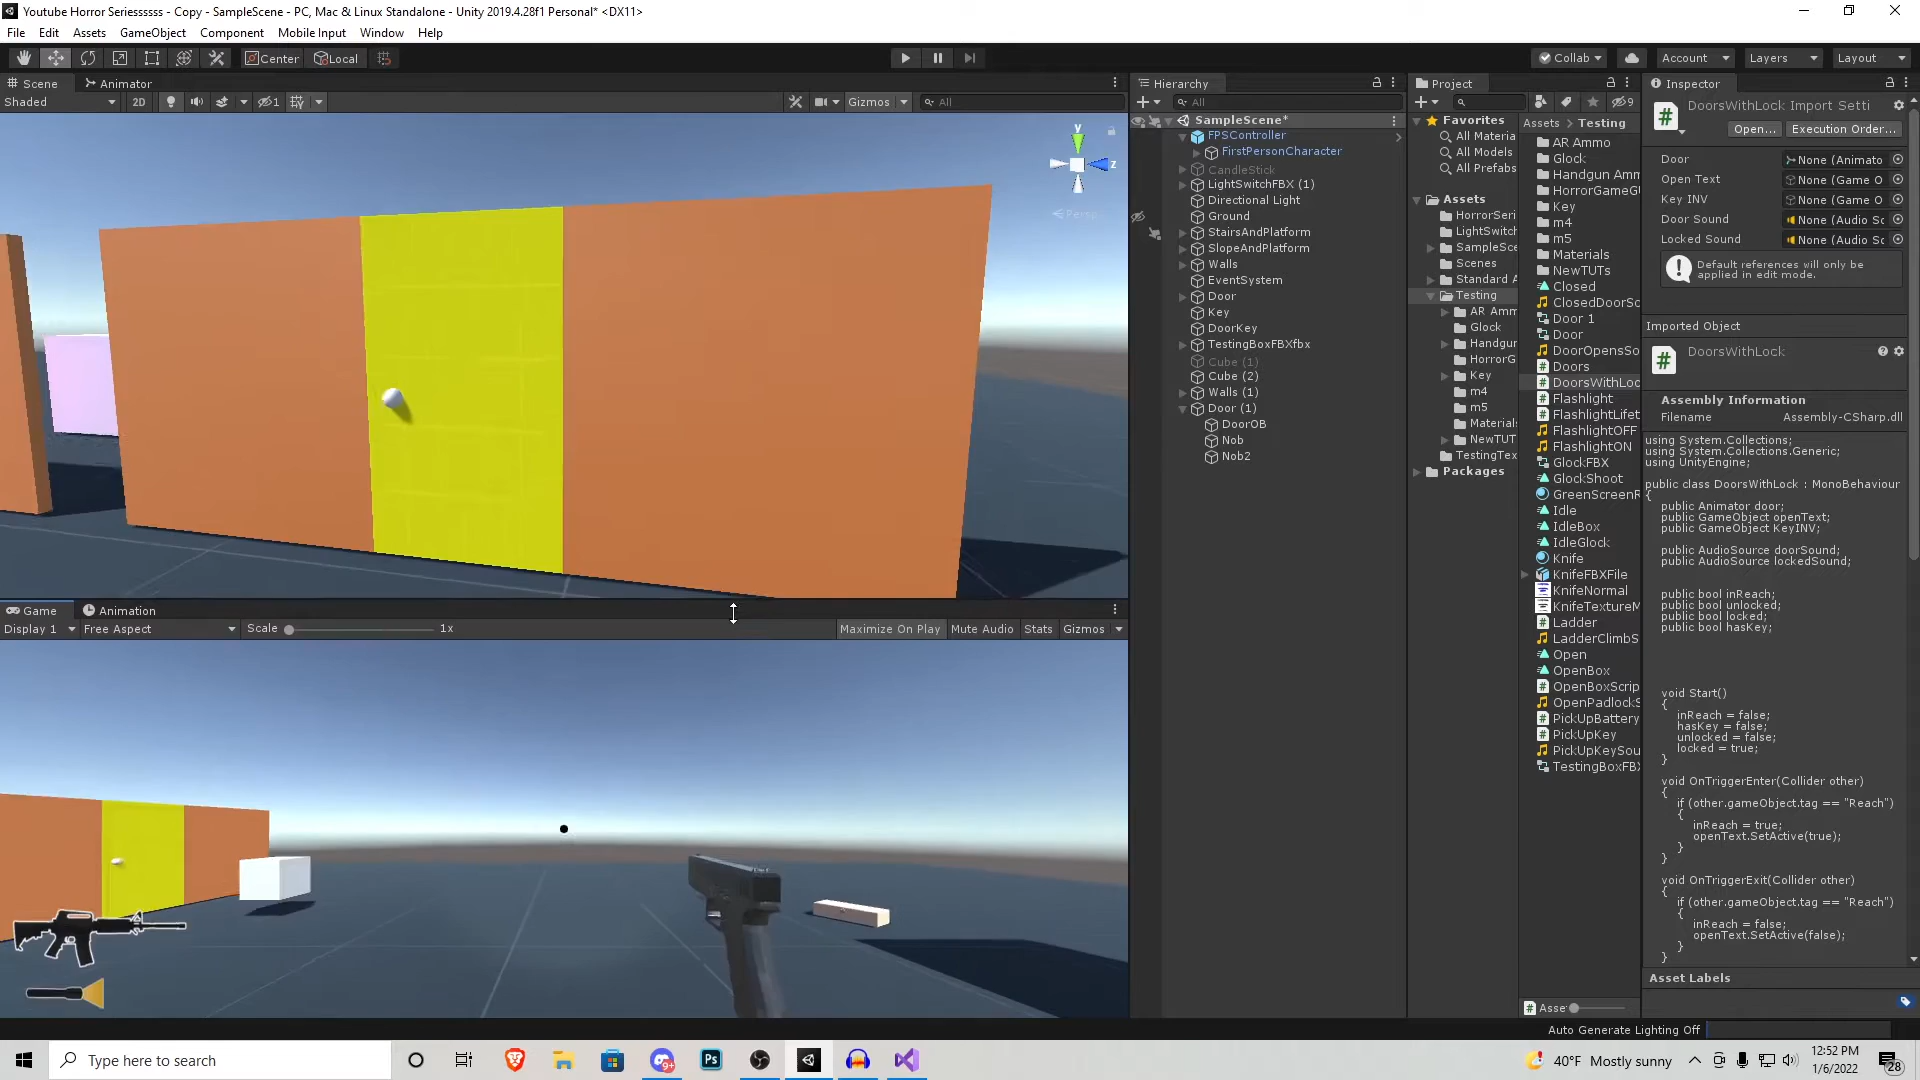 Youtube Horror Seriessssss - Copy - SampleScene - PC, Mac & Linux Standalone - Unity 2019.4.28f1 Personal* <DX11>
File Edit Assets GameObject Component Mobile Input Window Help
Center Local Collab Account Layers Layout
Scene Animator
Shaded 2D 1 Gizmos All
y
z
Persp
Game Animation
Display 1 Free Aspect Scale 1x Maximize On Play Mute Audio Stats Gizmos
Hierarchy
All
SampleScene*
FPSController
FirstPersonCharacter
CandleStick
LightSwitchFBX (1)
Directional Light
Ground
StairsAndPlatform
SlopeAndPlatform
Walls
EventSystem
Door
Key
DoorKey
TestingBoxFBXfbx
Cube (1)
Cube (2)
Walls (1)
Door (1)
DoorOB
Nob
Nob2
Project
9
Favorites
All Materia
All Models
All Prefabs
Assets
HorrorSeri
LightSwitch
SampleSce
Scenes
Standard A
Testing
AR Amm
Glock
Handgun
HorrorG
Key
m4
m5
Material
NewTUT
TestingTex
Packages
Assets > Testing
AR Ammo
Glock
Handgun Amm
HorrorGameGU
Key
m4
m5
Materials
NewTUTs
Closed
ClosedDoorSc
Door 1
Door
DoorOpensSo
Doors
DoorsWithLoc
Flashlight
FlashlightLifet
FlashlightOFF
FlashlightON
GlockFBX
GlockShoot
GreenScreenR
Idle
IdleBox
IdleGlock
Knife
KnifeFBXFile
KnifeNormal
KnifeTextureM
Ladder
LadderClimbS
Open
OpenBox
OpenBoxScrip
OpenPadlockS
PickUpBattery
PickUpKey
PickUpKeySou
TestingBoxFBX
Asse
Inspector
DoorsWithLock Import Setti
Open... Execution Order...
Door None (Animato
Open Text None (Game O
Key INV None (Game O
Door Sound None (Audio Sc
Locked Sound None (Audio Sc
Default references will only be
applied in edit mode.
Imported Object
DoorsWithLock
Assembly Information
Filename Assembly-CSharp.dll
using System.Collections;
using System.Collections.Generic;
using UnityEngine;
public class DoorsWithLock : MonoBehaviour
{
public Animator door;
public GameObject openText;
public GameObject KeyINV;
public AudioSource doorSound;
public AudioSource lockedSound;
public bool inReach;
public bool unlocked;
public bool locked;
public bool hasKey;
void Start()
{
inReach = false;
hasKey = false;
unlocked = false;
locked = true;
}
void OnTriggerEnter(Collider other)
{
if (other.gameObject.tag == "Reach")
{
inReach = true;
openText.SetActive(true);
}
}
void OnTriggerExit(Collider other)
{
if (other.gameObject.tag == "Reach")
{
inReach = false;
openText.SetActive(false);
}
}
Asset Labels
Auto Generate Lighting Off
Type here to search
9+
Ps
40°F Mostly sunny
12:52 PM
1/6/2022
28